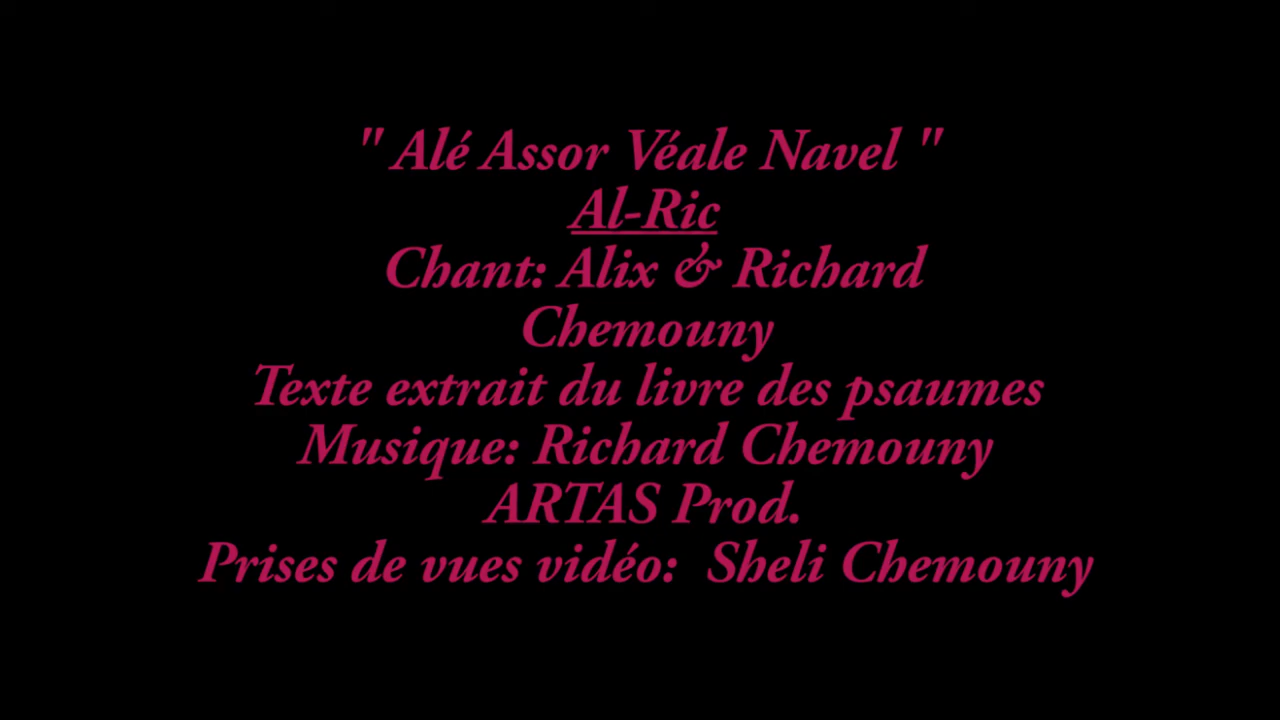 " Alé Assor Véale Navel "
Al-Ric
Chant: Alix & Richard
Chemouny
Texte extrait du livre des psaumes
Musique: Richard Chemouny
ARTAS Prod.
Prises de vues vidéo: Sheli Chemouny